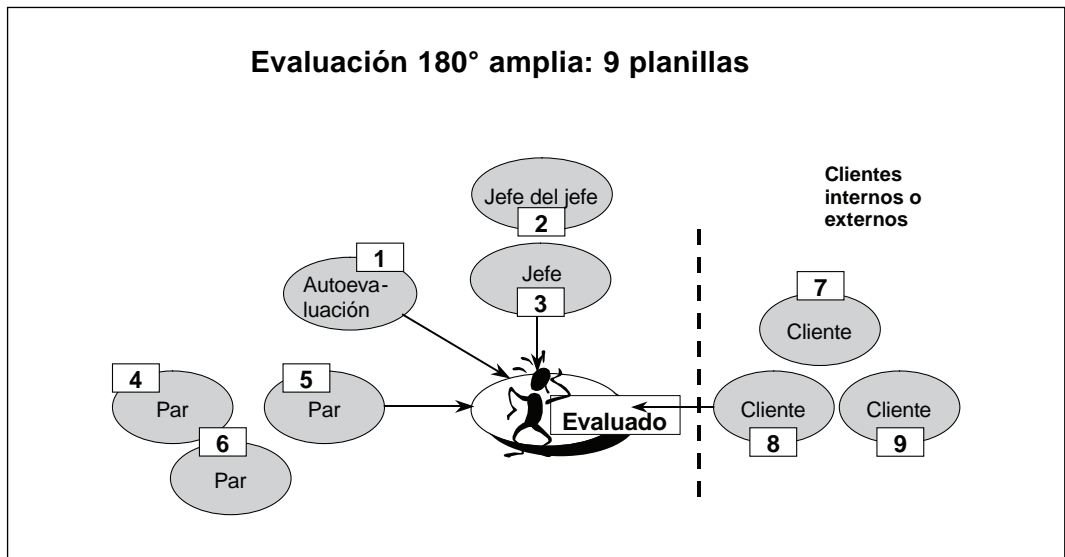 Evaluación 180° amplia: 9 planillas
Jefe del jefe
2
Clientes
internos o
externos
1
Autoeva-
luación
Jefe
3
7
Cliente
4
Par
5
Par
6
Par
Evaluado
Cliente
8
Cliente
9